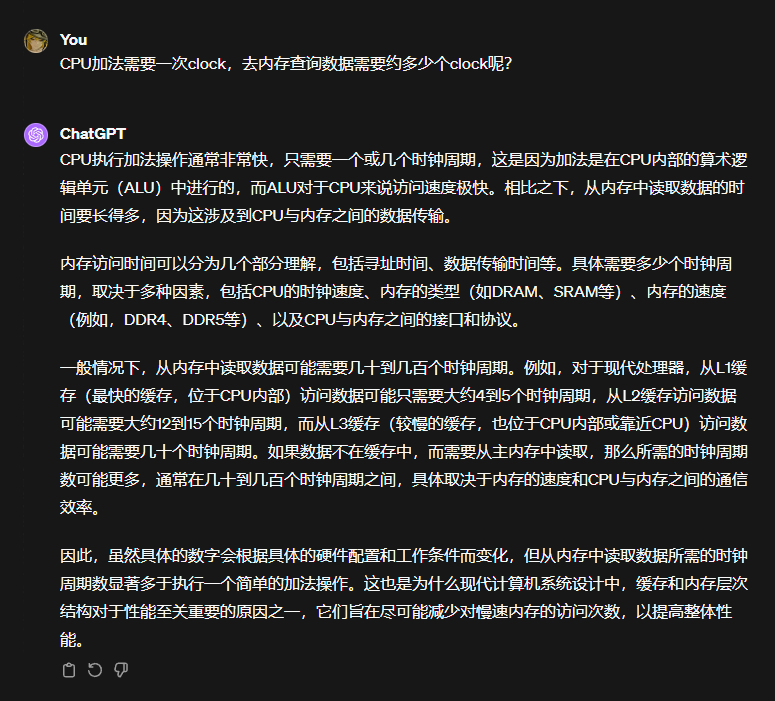 You
CPU加法需要一次clock，去内存查询数据需要约多少个clock呢？
ChatGPT
CPU执行加法操作通常非常快，只需要一个或几个时钟周期，这是因为加法是在CPU内部的算术逻
辑单元（ALU）中进行的，而ALU对于CPU来说访问速度极快。相比之下，从内存中读取数据的时
间要长得多，因为这涉及到CPU与内存之间的数据传输。
内存访问时间可以分为几个部分理解，包括寻址时间、数据传输时间等。具体需要多少个时钟周
期，取决于多种因素，包括CPU的时钟速度、内存的类型（如DRAM、SRAM等）、内存的速度
（例如，DDR4、DDR5等）、以及CPU与内存之间的接口和协议。
一般情况下，从内存中读取数据可能需要几十到几百个时钟周期。例如，对于现代处理器，从L1缓
存（最快的缓存，位于CPU内部）访问数据可能只需要大约4到5个时钟周期，从L2缓存访问数据
可能需要大约12到15个时钟周期，而从L3缓存（较慢的缓存，也位于CPU内部或靠近CPU）访问数
据可能需要几十个时钟周期。如果数据不在缓存中，而需要从主内存中读取，那么所需的时钟周期
数可能更多，通常在几十到几百个时钟周期之间，具体取决于内存的速度和CPU与内存之间的通信
效率。
因此，虽然具体的数字会根据具体的硬件配置和工作条件而变化，但从内存中读取数据所需的时钟
周期数显著多于执行一个简单的加法操作。这也是为什么现代计算机系统设计中，缓存和内存层次
结构对于性能至关重要的原因之一，它们旨在尽可能减少对慢速内存的访问次数，以提高整体性
能。